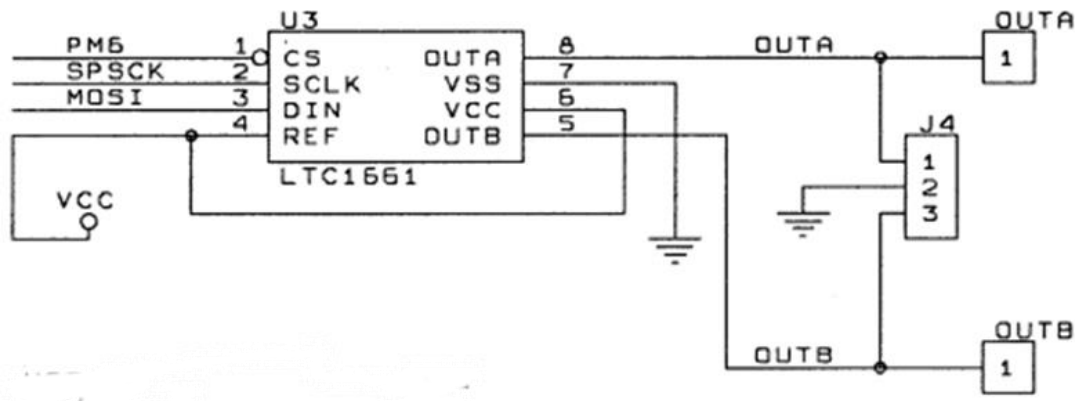 U3
OUTA
PM6 1 CS OUTA 8 OUTA 1
SPSCK 2 SCLK VSS 7
MOSI 3 DIN VCC 6
4 REF OUTB 5
J4
LTC1661
1
VCC
2
3
OUTB
OUTB
1